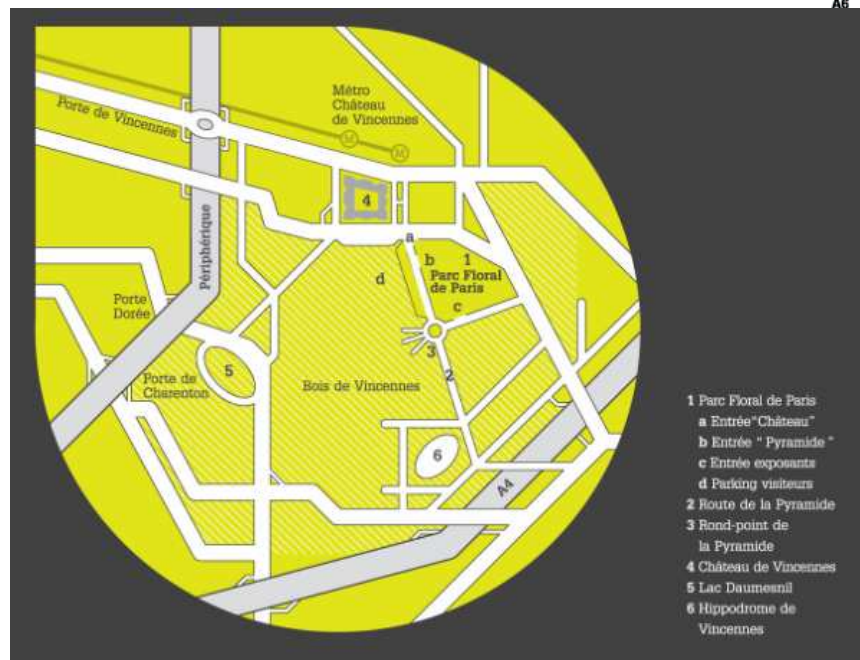 A6
Métro
Château
de Vincennes
Porte de Vincennes
M
M
4
Périphérique
a
b
1
d
Parc Floral
de Paris
c
Porte
Dorée
3
5
2
Porte de
Charenton
Bois de Vincennes
6
A4
1 Parc Floral de Paris
a Entrée"Château"
b Entrée " Pyramide "
c Entrée exposants
d Parking visiteurs
2 Route de la Pyramide
3 Rond-point de
la Pyramide
4 Château de Vincennes
5 Lac Daumesnil
6 Hippodrome de
Vincennes